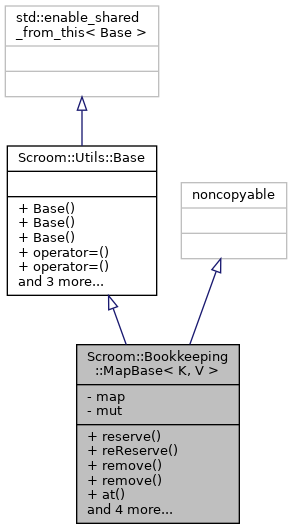 std::enable_shared
_from_this< Base >
Scroom::Utils::Base
+ Base()
+ Base()
+ Base()
+ operator=()
+ operator=()
and 3 more...
noncopyable
Scroom::Bookkeeping
::MapBase< K, V >
- map
- mut
+ reserve()
+ reReserve()
+ remove()
+ remove()
+ at()
and 4 more...